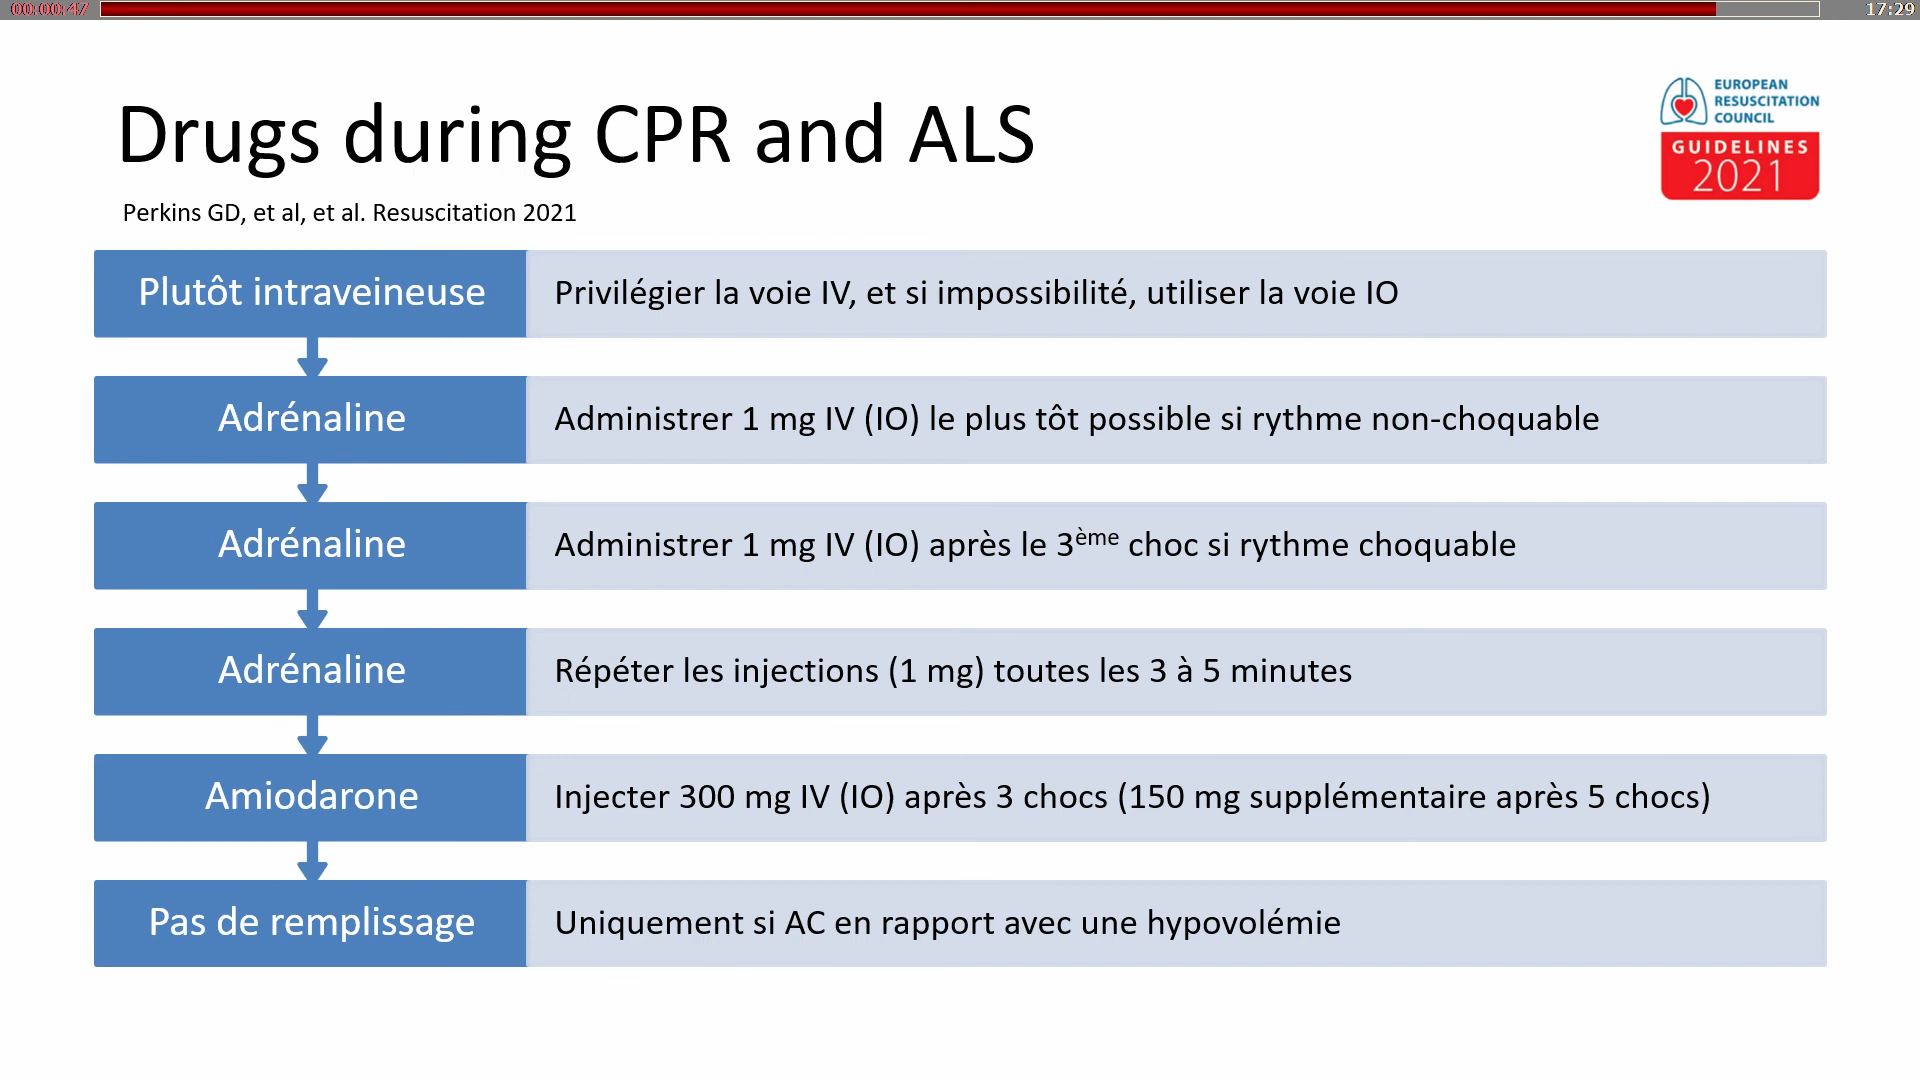 00:00:47
17:29
Drugs during CPR and ALS
EUROPEAN
RESUSCITATION
COUNCIL
GUIDELINES
2021
Perkins GD, et al, et al. Resuscitation 2021
Plutôt intraveineuse
Privilégier la voie IV, et si impossibilité, utiliser la voie IO
Adrénaline
Administrer 1 mg IV (IO) le plus tôt possible si rythme non-choquable
Adrénaline
Administrer 1 mg IV (IO) après le 3ème choc si rythme choquable
Adrénaline
Répéter les injections (1 mg) toutes les 3 à 5 minutes
Amiodarone
Injecter 300 mg IV (IO) après 3 chocs (150 mg supplémentaire après 5 chocs)
Pas de remplissage
Uniquement si AC en rapport avec une hypovolémie